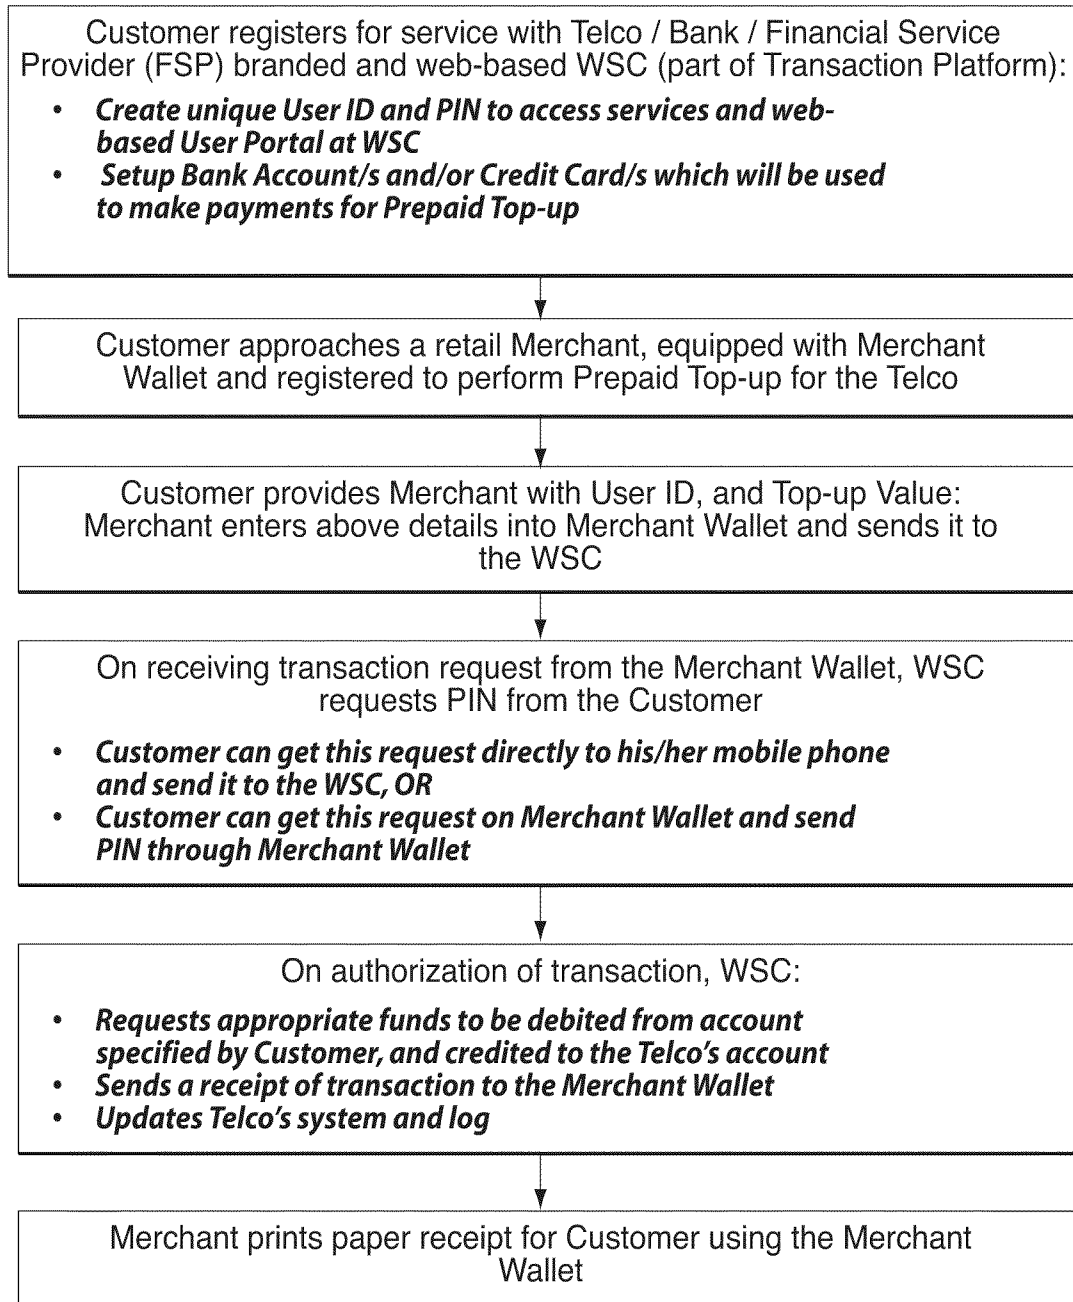 Customer registers for service with Telco / Bank / Financial Service
Provider (FSP) branded and web-based WSC (part of Transaction Platform):
• Create unique User ID and PIN to access services and web-
based User Portal at WSC
• Setup Bank Account/s and/or Credit Card/s which will be used
to make payments for Prepaid Top-up
Customer approaches a retail Merchant, equipped with Merchant
Wallet and registered to perform Prepaid Top-up for the Telco
Customer provides Merchant with User ID, and Top-up Value:
Merchant enters above details into Merchant Wallet and sends it to
the WSC
On receiving transaction request from the Merchant Wallet, WSC
requests PIN from the Customer
• Customer can get this request directly to his/her mobile phone
and send it to the WSC, OR
• Customer can get this request on Merchant Wallet and send
PIN through Merchant Wallet
On authorization of transaction, WSC:
• Requests appropriate funds to be debited from account
specified by Customer, and credited to the Telco's account
• Sends a receipt of transaction to the Merchant Wallet
• Updates Telco's system and log
Merchant prints paper receipt for Customer using the Merchant
Wallet